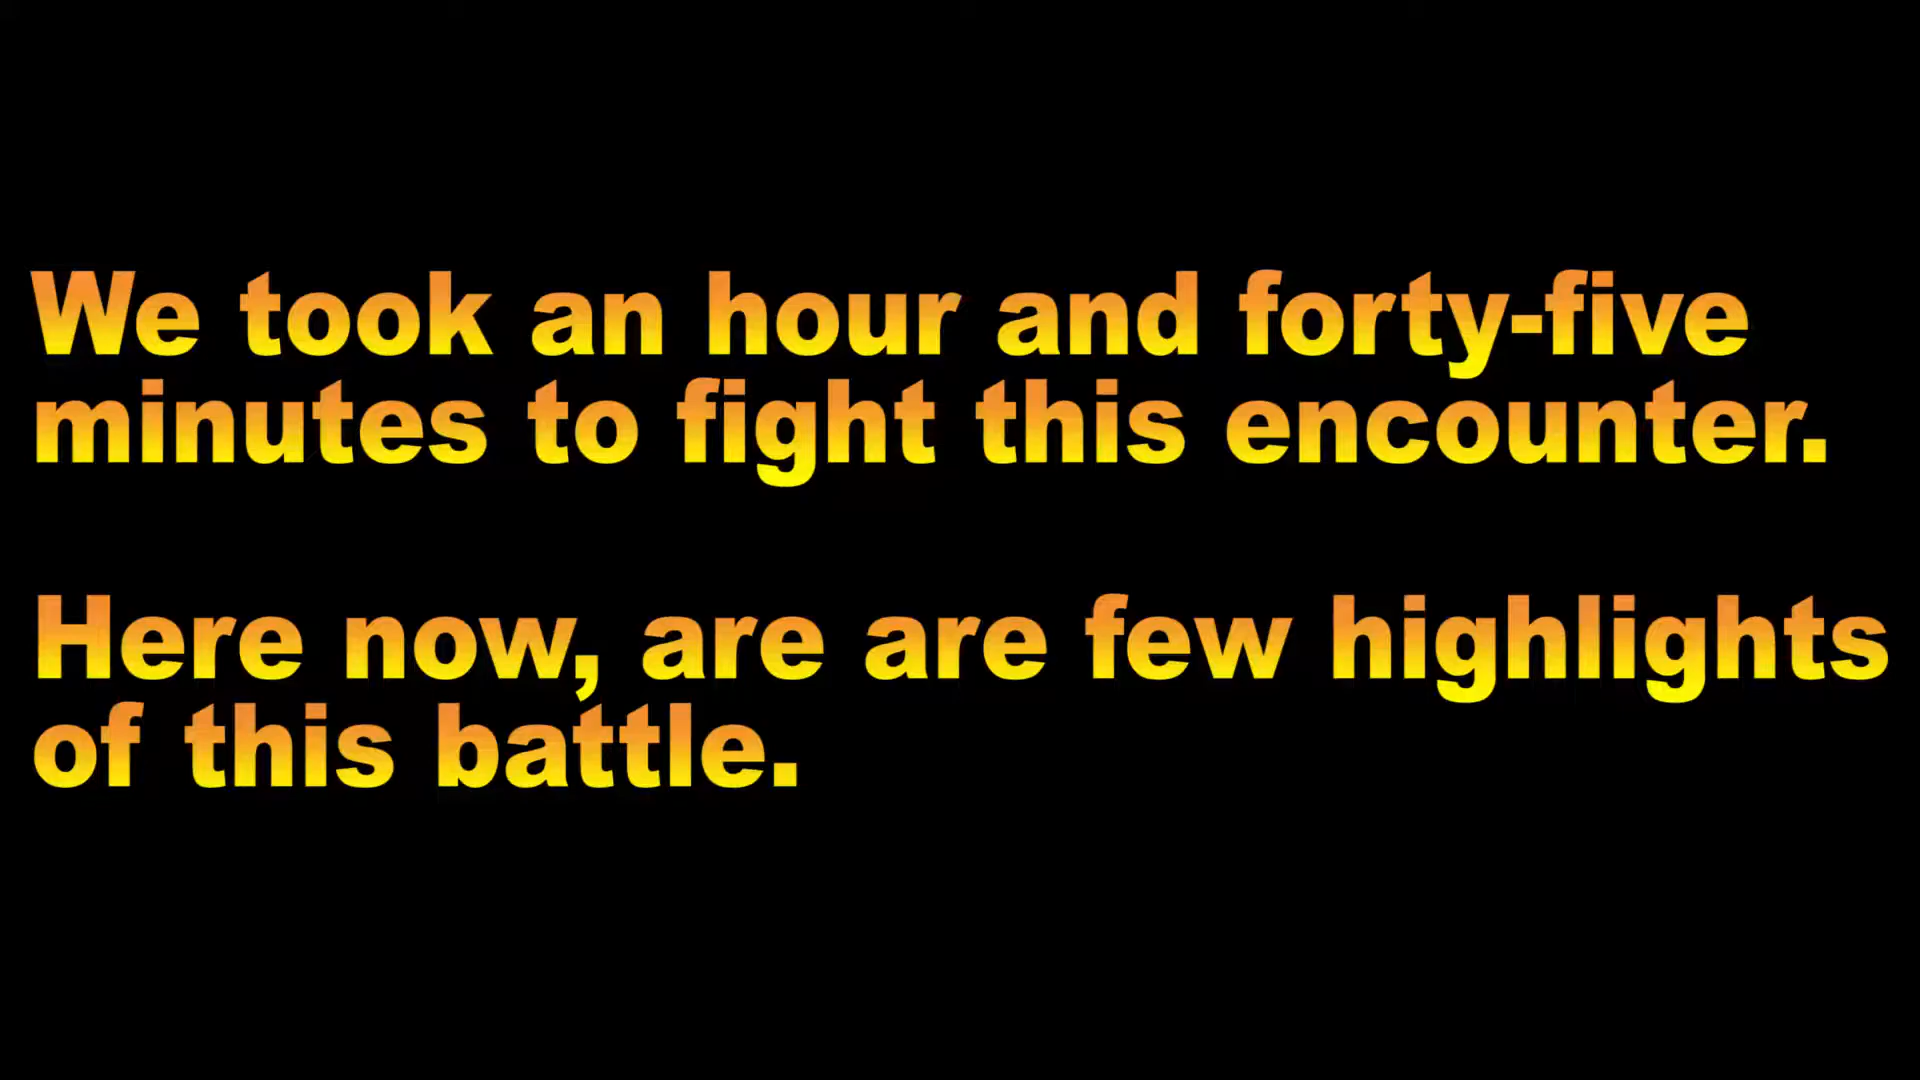 We took an hour and forty-five
minutes to fight this encounter.
Here now, are are few highlights
of this battle.